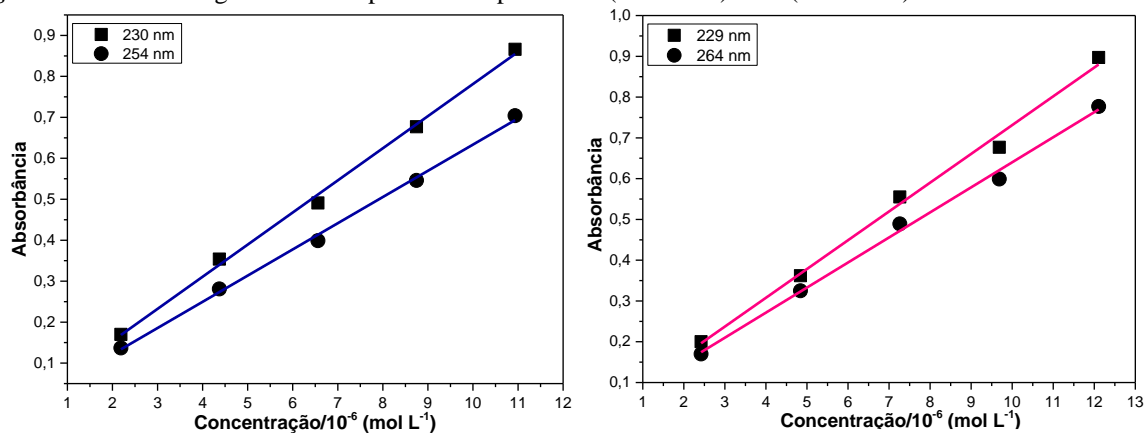 230 nm
254 nm
0,9
0,8
0,7
0,6
0,5
0,4
0,3
0,2
0,1
Absorbância
1 2 3 4 5 6 7 8 9 10 11 12
Concentração/10⁻⁶ (mol L⁻¹)
229 nm
264 nm
1,0
0,9
0,8
0,7
0,6
0,5
0,4
0,3
0,2
0,1
Absorbância
1 2 3 4 5 6 7 8 9 10 11 12 13
Concentração/10⁻⁶ (mol L⁻¹)